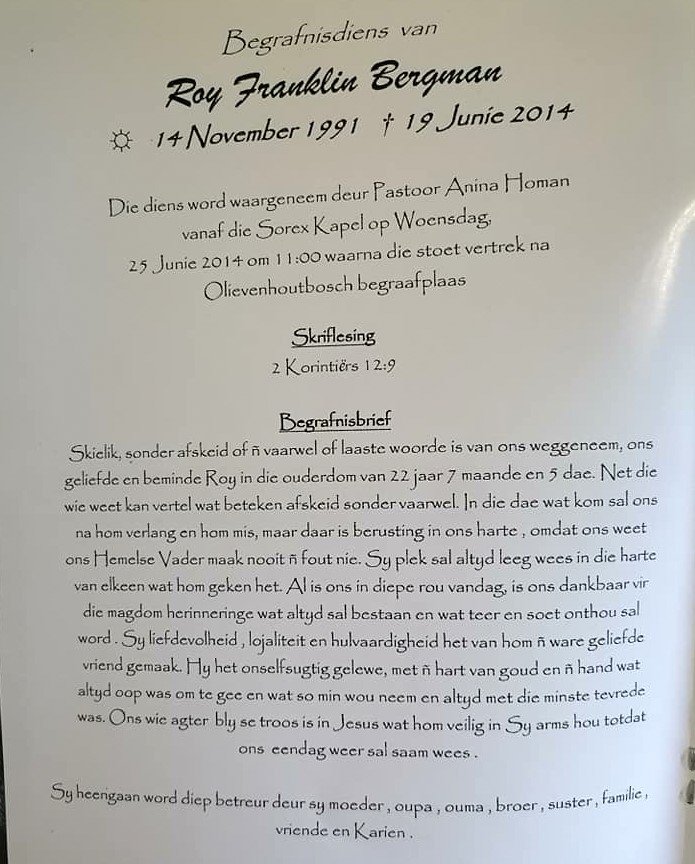 Begrafnisdiens van
Roy Franklin Bergman
14 November 1991 † 19 Junie 2014
Die diens word waargeneem deur Pastoor Anina Homan
vanaf die Sorex Kapel op Woensdag,
25 Junie 2014 om 11:00 waarna die stoet vertrek na
Olievenhoutbosch begraafplaas
Skriflesing
2 Korintiërs 12:9
Begrafnisbrief
Skielik, sonder afskeid of ñ vaarwel of laaste woorde is van ons weggeneem, ons
geliefde en beminde Roy in die ouderdom van 22 jaar 7 maande en 5 dae. Net die
wie weet kan vertel wat beteken afskeid sonder vaarwel. In die dae wat kom sal ons
na hom verlang en hom mis, maar daar is berusting in ons harte , omdat ons weet
ons Hemelse Vader maak nooit ñ fout nie. Sy plek sal altyd leeg wees in die harte
van elkeen wat hom geken het. Al is ons in diepe rou vandag, is ons dankbaar vir
die magdom herinneringe wat altyd sal bestaan en wat teer en soet onthou sal
word . Sy liefdevolheid , lojaliteit en hulvaardigheid het van hom ñ ware geliefde
vriend gemaak. Hy het onselfsugtig gelewe, met ñ hart van goud en ñ hand wat
altyd oop was om te gee en wat so min wou neem en altyd met die minste tevrede
was. Ons wie agter bly se troos is in Jesus wat hom veilig in Sy arms hou totdat
ons eendag weer sal saam wees .
Sy heengaan word diep betreur deur sy moeder , oupa , ouma , broer , suster , familie ,
vriende en Karien .